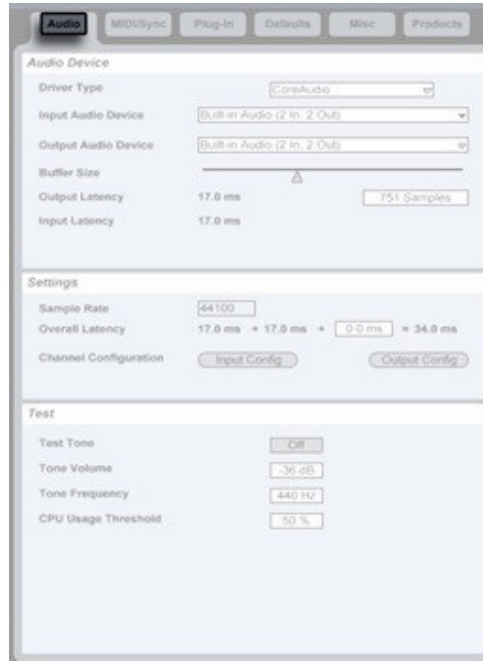 Audio MIDI/Sync Plug-In Defaults Misc Products
Audio Device
Driver Type CoreAudio
Input Audio Device Built-in Audio (2 In, 2 Out)
Output Audio Device Built-in Audio (2 In, 2 Out)
Buffer Size
Output Latency 17.0 ms 751 Samples
Input Latency 17.0 ms
Settings
Sample Rate 44100
Overall Latency 17.0 ms + 17.0 ms + 0.0 ms = 34.0 ms
Channel Configuration Input Config Output Config
Test
Test Tone Off
Tone Volume -36 dB
Tone Frequency 440 Hz
CPU Usage Threshold 50 %